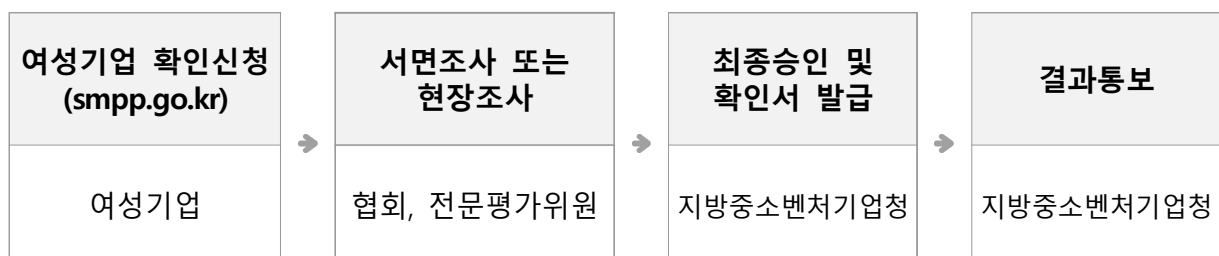 여성기업 확인신청
(smpp.go.kr)
여성기업
서면조사 또는
현장조사
협회, 전문평가위원
최종승인 및
확인서 발급
지방중소벤처기업청
결과통보
지방중소벤처기업청